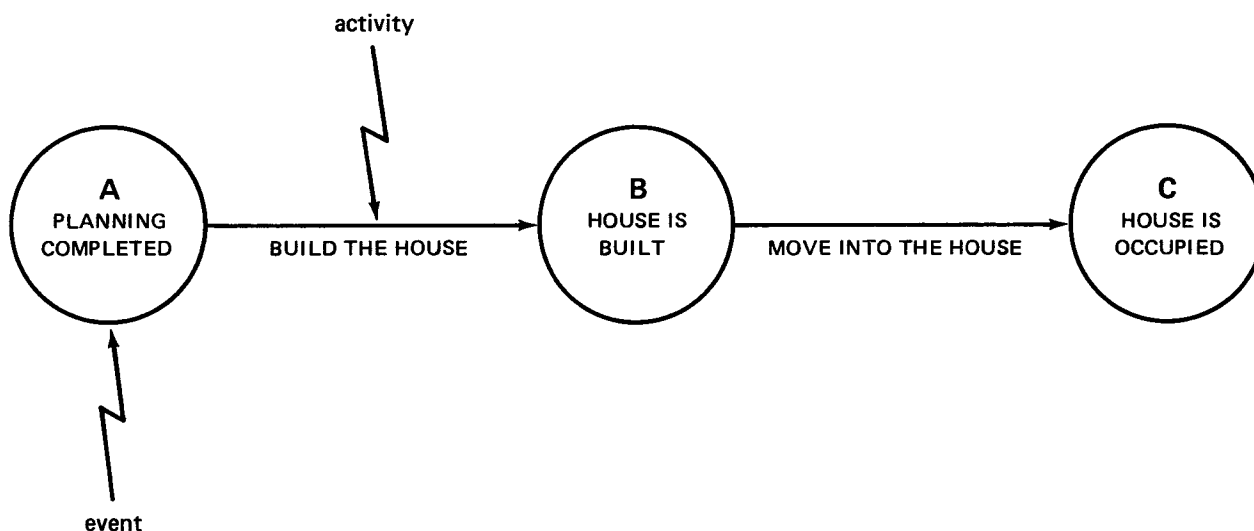 activity
A
PLANNING
COMPLETED
BUILD THE HOUSE
B
HOUSE IS
BUILT
MOVE INTO THE HOUSE
C
HOUSE IS
OCCUPIED
event